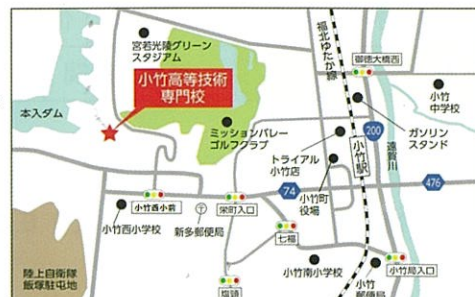 宮若光陵グリーン
スタジアム
小竹高等技術
専門校
本入ダム
ミッションバレー
ゴルフクラブ
福北ゆたか線
御徳大橋西
小竹
中学校
ガソリン
スタンド
200
遠賀川
小竹駅
トライアル
小竹店
小竹町
役場
74
476
小竹西小前
栄町入口
小竹西小学校
新多郵便局
七福
陸上自衛隊
飯塚駐屯地
塩頭
小竹南小学校
小竹
郵便局
小竹局入口